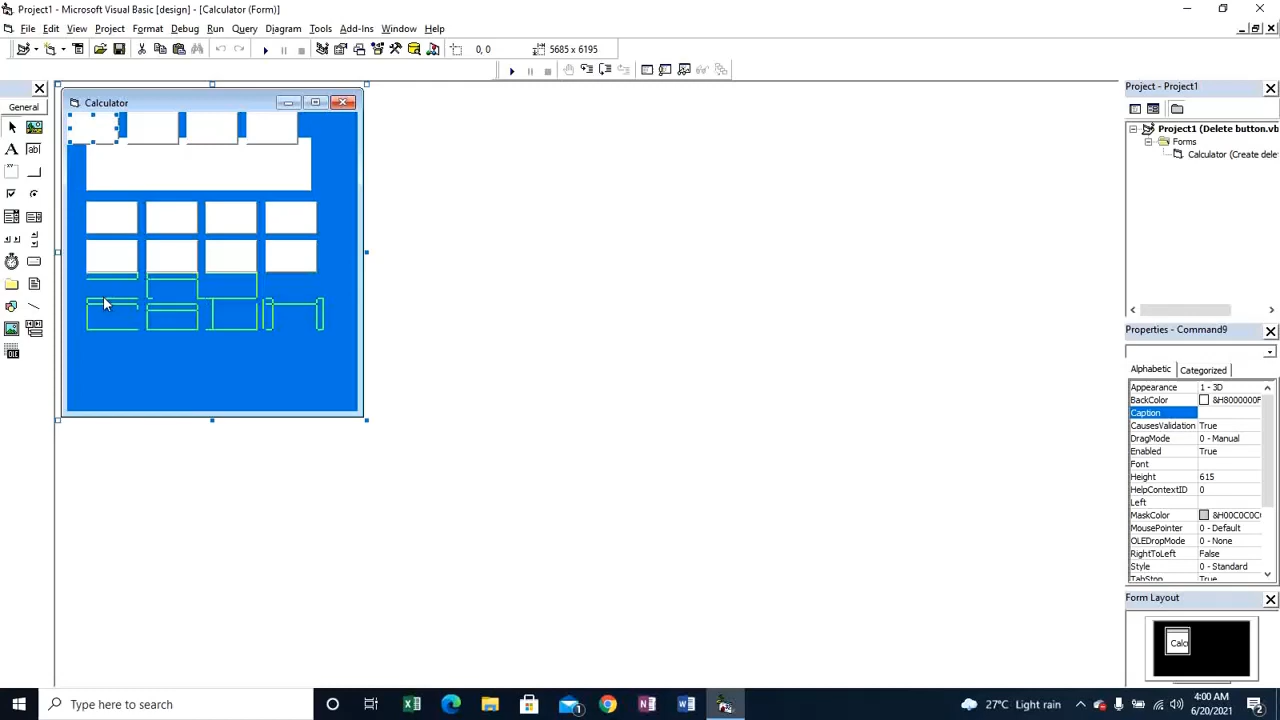 Project1 - Microsoft Visual Basic [design] - [Calculator (Form)]
File Edit View Project Format Debug Run Query Diagram Tools Add-Ins Window Help
0, 0 5685 x 6195
General
Calculator
Project - Project1
Project1 (Delete button.vb
Forms
Calculator (Create dele
Properties - Command9
Alphabetic Categorized
Appearance 1 - 3D
BackColor &H8000000F
Caption
CausesValidation True
DragMode 0 - Manual
Enabled True
Font
Height 615
HelpContextID 0
Left
MaskColor &H00C0C0C
MousePointer 0 - Default
OLEDropMode 0 - None
RightToLeft False
Style 0 - Standard
TabStop True
Form Layout
Calc
Type here to search
27°C Light rain
4:00 AM
6/20/2021